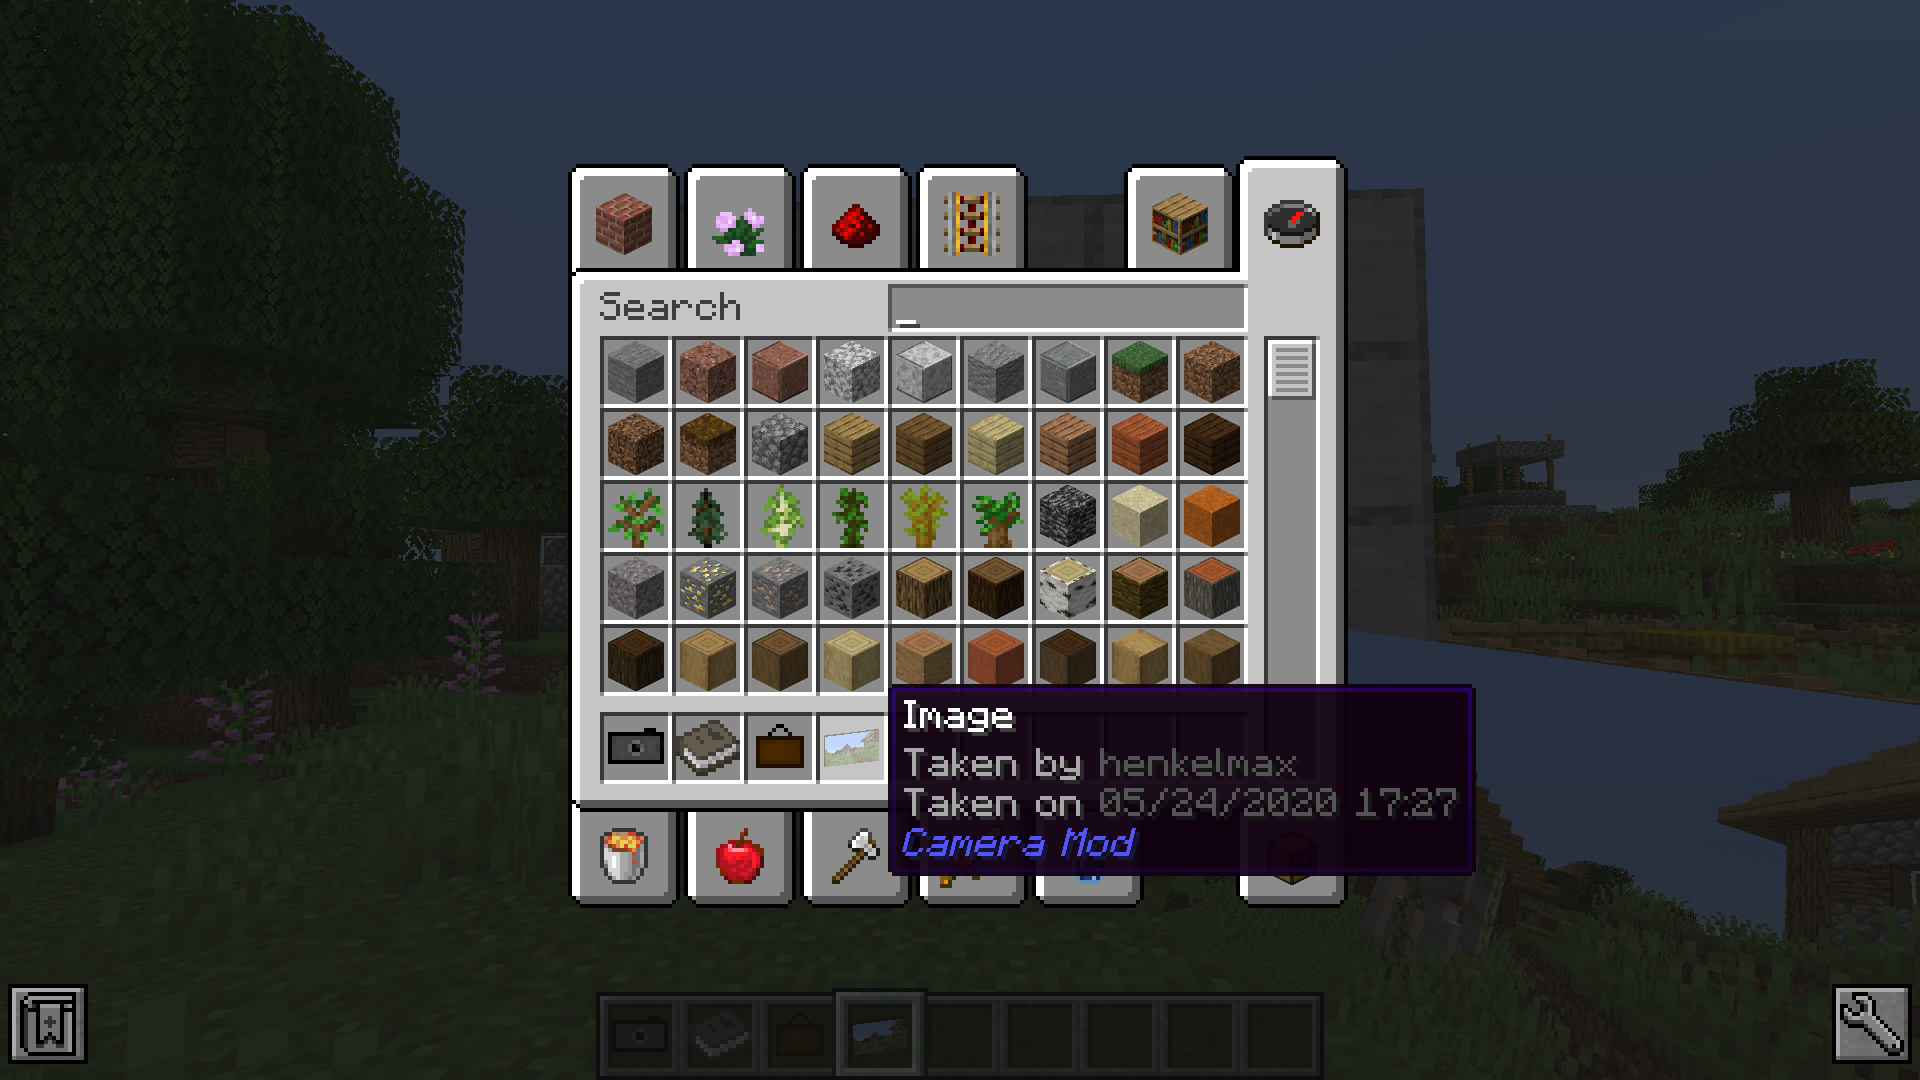 Search
Image
Taken by henkelmax
Taken on 05/24/2020 17:27
Camera Mod